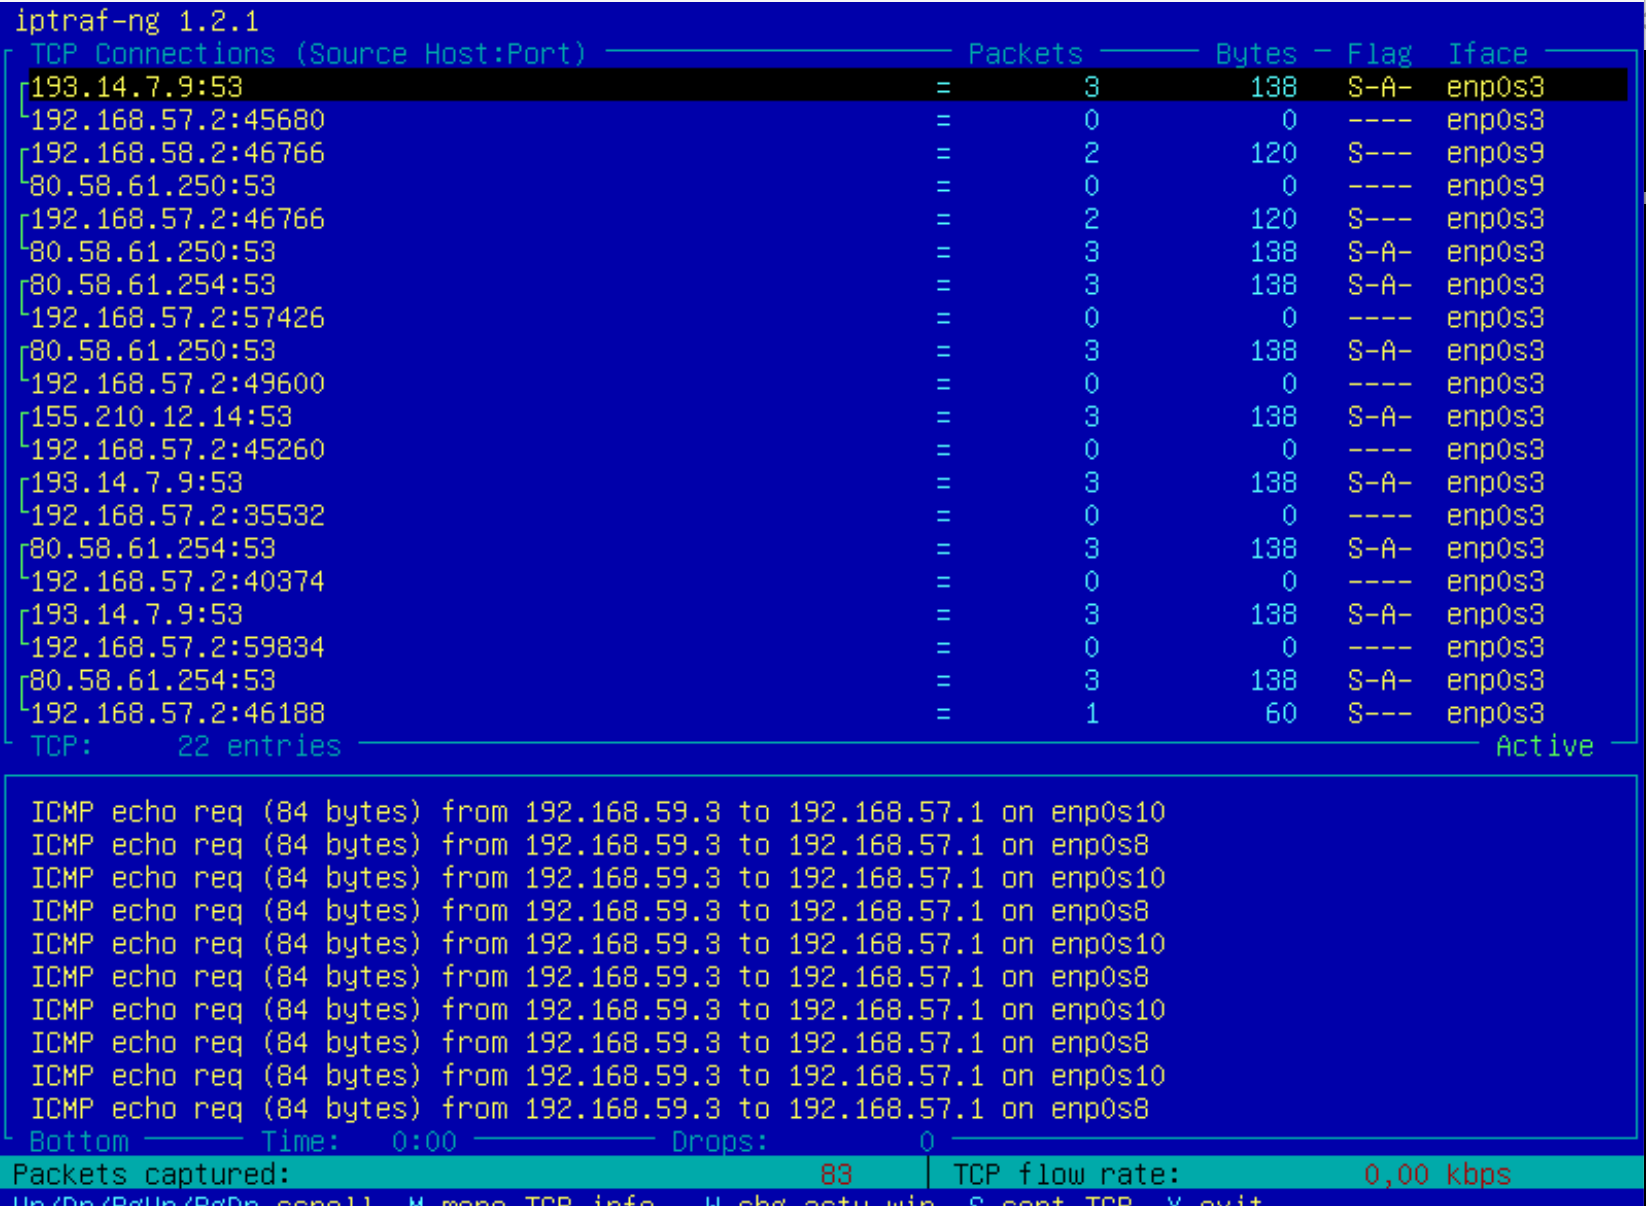 iptraf-ng 1.2.1
TCP Connections (Source Host:Port) Packets Bytes Flag Iface
193.14.7.9:53 = 3 138 S-A- enp0s3
192.168.57.2:45680 = 0 0 ---- enp0s3
192.168.58.2:46766 = 2 120 S--- enp0s9
80.58.61.250:53 = 0 0 ---- enp0s9
192.168.57.2:46766 = 2 120 S--- enp0s3
80.58.61.250:53 = 3 138 S-A- enp0s3
80.58.61.254:53 = 3 138 S-A- enp0s3
192.168.57.2:57426 = 0 0 ---- enp0s3
80.58.61.250:53 = 3 138 S-A- enp0s3
192.168.57.2:49600 = 0 0 ---- enp0s3
155.210.12.14:53 = 3 138 S-A- enp0s3
192.168.57.2:45260 = 0 0 ---- enp0s3
193.14.7.9:53 = 3 138 S-A- enp0s3
192.168.57.2:35532 = 0 0 ---- enp0s3
80.58.61.254:53 = 3 138 S-A- enp0s3
192.168.57.2:40374 = 0 0 ---- enp0s3
193.14.7.9:53 = 3 138 S-A- enp0s3
192.168.57.2:59834 = 0 0 ---- enp0s3
80.58.61.254:53 = 3 138 S-A- enp0s3
192.168.57.2:46188 = 1 60 S--- enp0s3
TCP: 22 entries Active
ICMP echo req (84 bytes) from 192.168.59.3 to 192.168.57.1 on enp0s10
ICMP echo req (84 bytes) from 192.168.59.3 to 192.168.57.1 on enp0s8
ICMP echo req (84 bytes) from 192.168.59.3 to 192.168.57.1 on enp0s10
ICMP echo req (84 bytes) from 192.168.59.3 to 192.168.57.1 on enp0s8
ICMP echo req (84 bytes) from 192.168.59.3 to 192.168.57.1 on enp0s10
ICMP echo req (84 bytes) from 192.168.59.3 to 192.168.57.1 on enp0s8
ICMP echo req (84 bytes) from 192.168.59.3 to 192.168.57.1 on enp0s10
ICMP echo req (84 bytes) from 192.168.59.3 to 192.168.57.1 on enp0s8
ICMP echo req (84 bytes) from 192.168.59.3 to 192.168.57.1 on enp0s10
ICMP echo req (84 bytes) from 192.168.59.3 to 192.168.57.1 on enp0s8
Bottom Time: 0:00 Drops: 0
Packets captured: 83 TCP flow rate: 0,00 kbps
Up/Dn/PgUp/PgDn-scroll M-more TCP info W-chg actv win S-sort TCP X-exit